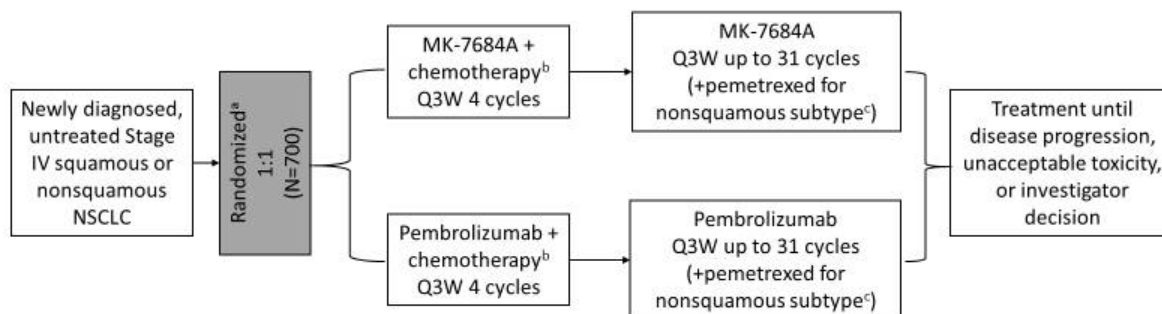 Newly diagnosed,
untreated Stage
IV squamous or
nonsquamous
NSCLC
Randomizedᵃ
1:1
(N=700)
MK-7684A +
chemotherapyᵇ
Q3W 4 cycles
MK-7684A
Q3W up to 31 cycles
(+pemetrexed for
nonsquamous subtypeᶜ)
Pembrolizumab +
chemotherapyᵇ
Q3W 4 cycles
Pembrolizumab
Q3W up to 31 cycles
(+pemetrexed for
nonsquamous subtypeᶜ)
Treatment until
disease progression,
unacceptable toxicity,
or investigator
decision